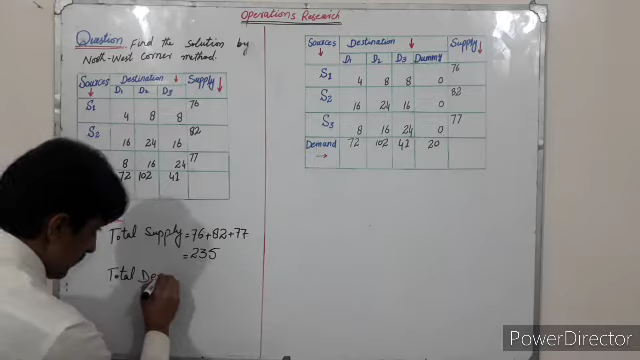 Operations Research
Question: Find the solution by
North-West Corner method.
Sources Destination Supply
D1 D2 D3
S1 4 8 8 76
S2 16 24 16 82
8 16 24 77
72 102 41
Total Supply = 76+82+77
= 235
Total De
Sources Destination Supply
D1 D2 D3 Dummy
S1 4 8 8 0 76
S2 16 24 16 0 82
S3 8 16 24 0 77
Demand 72 102 41 20
PowerDirector